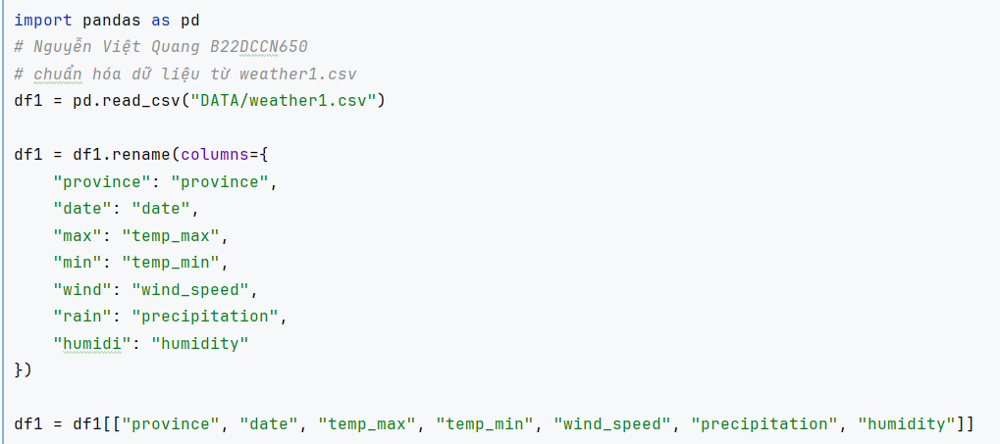 import pandas as pd
# Nguyễn Việt Quang B22DCCN650
# chuẩn hóa dữ liệu từ weather1.csv
df1 = pd.read_csv("DATA/weather1.csv")

df1 = df1.rename(columns={
    "province": "province",
    "date": "date",
    "max": "temp_max",
    "min": "temp_min",
    "wind": "wind_speed",
    "rain": "precipitation",
    "humidi": "humidity"
})

df1 = df1[["province", "date", "temp_max", "temp_min", "wind_speed", "precipitation", "humidity"]]